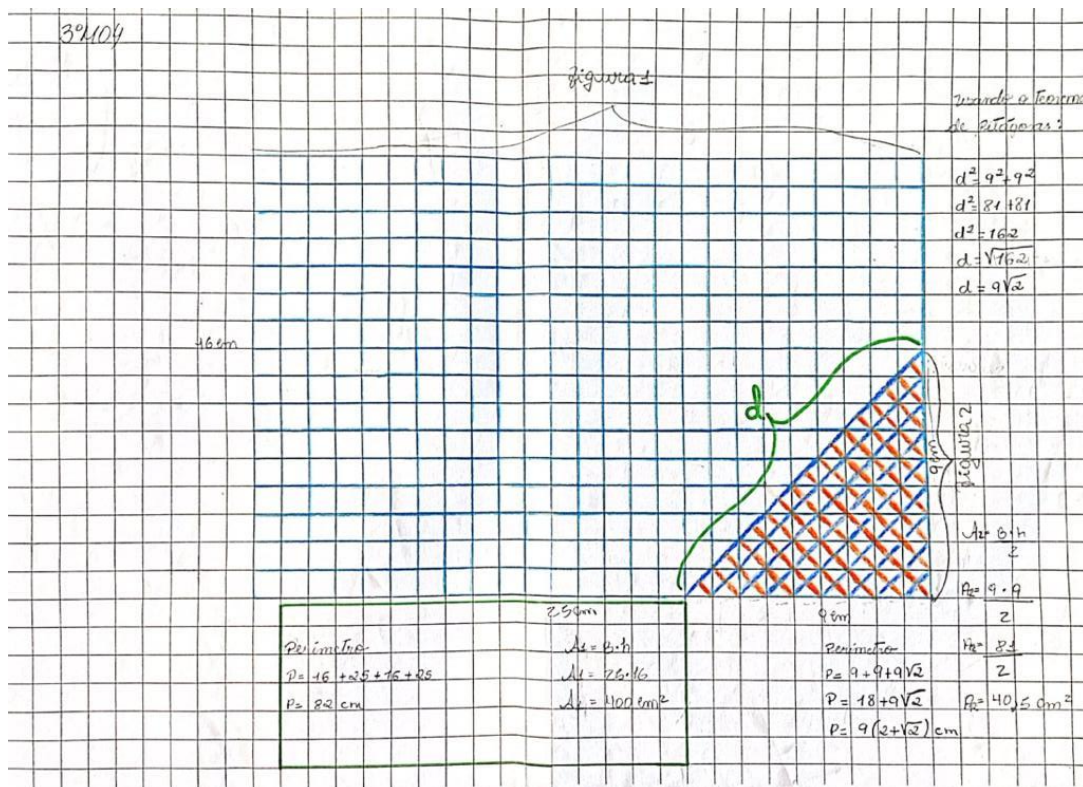 3ºM04
figura 1
usando o teorema
de pitágoras:
d²=9²+9²
d²=81+81
d²=162
d=√162
d=9√2
16cm
d
9cm
figura 2
25cm
9cm
Perímetro
P=16+25+16+25
P=82 cm
A1=B·h
A1=25·16
A1=400cm²
Perímetro
P=9+9+9√2
P=18+9√2
P=9(2+√2)cm
A2=B·h
2
A2=9·9
2
A2=81
2
A2=40,5 cm²